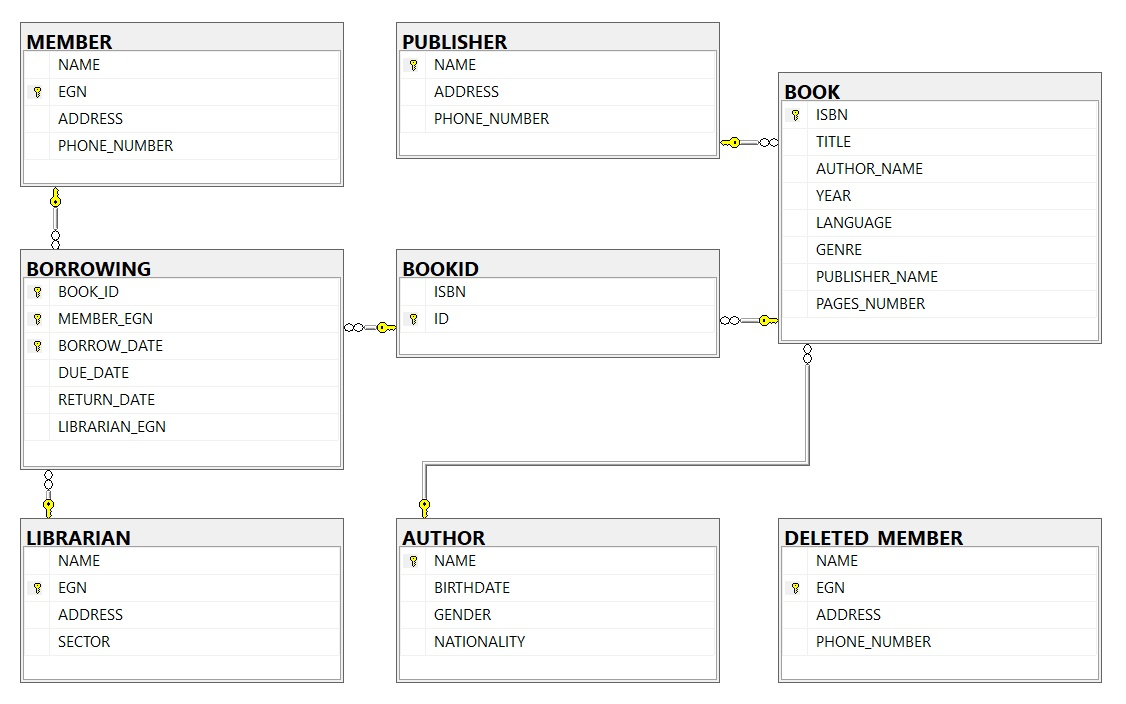 MEMBER
NAME
EGN
ADDRESS
PHONE_NUMBER
PUBLISHER
NAME
ADDRESS
PHONE_NUMBER
BOOK
ISBN
TITLE
AUTHOR_NAME
YEAR
LANGUAGE
GENRE
PUBLISHER_NAME
PAGES_NUMBER
BORROWING
BOOK_ID
MEMBER_EGN
BORROW_DATE
DUE_DATE
RETURN_DATE
LIBRARIAN_EGN
BOOKID
ISBN
ID
LIBRARIAN
NAME
EGN
ADDRESS
SECTOR
AUTHOR
NAME
BIRTHDATE
GENDER
NATIONALITY
DELETED_MEMBER
NAME
EGN
ADDRESS
PHONE_NUMBER